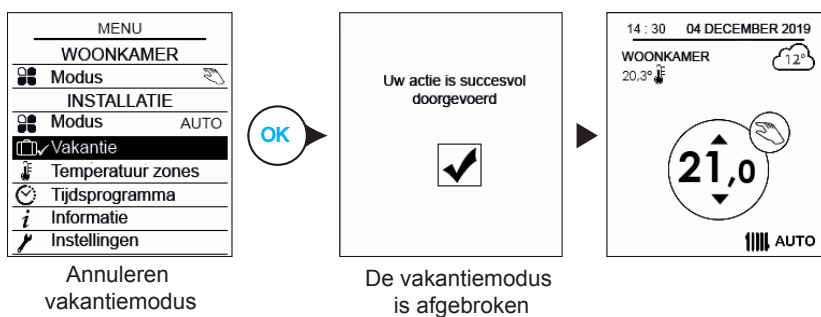 MENU
WOONKAMER
Modus
INSTALLATIE
Modus AUTO
Vakantie
Temperatuur zones
Tijdsprogramma
i Informatie
Instellingen
Annuleren
vakantiemodus
OK
Uw actie is succesvol
doorgevoerd
De vakantiemodus
is afgebroken
14 : 30 04 DECEMBER 2019
WOONKAMER
12°
20,3°
21,0
AUTO